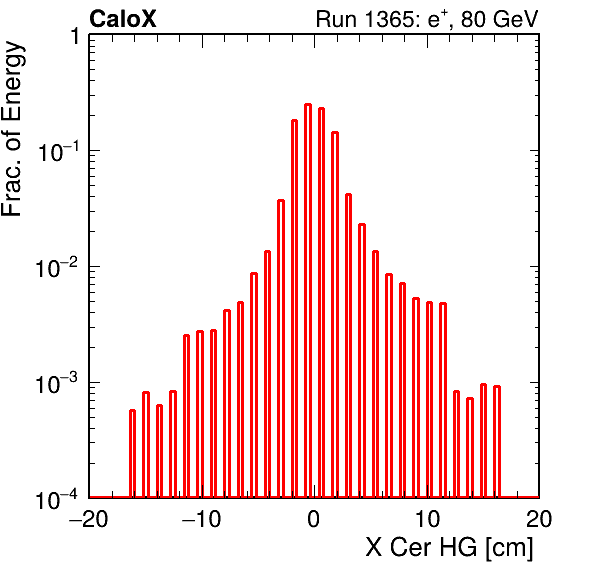 CaloX Run 1365: e⁺, 80 GeV
Frac. of Energy
1
10⁻¹
10⁻²
10⁻³
10⁻⁴
−20 −10 0 10 20
X Cer HG [cm]